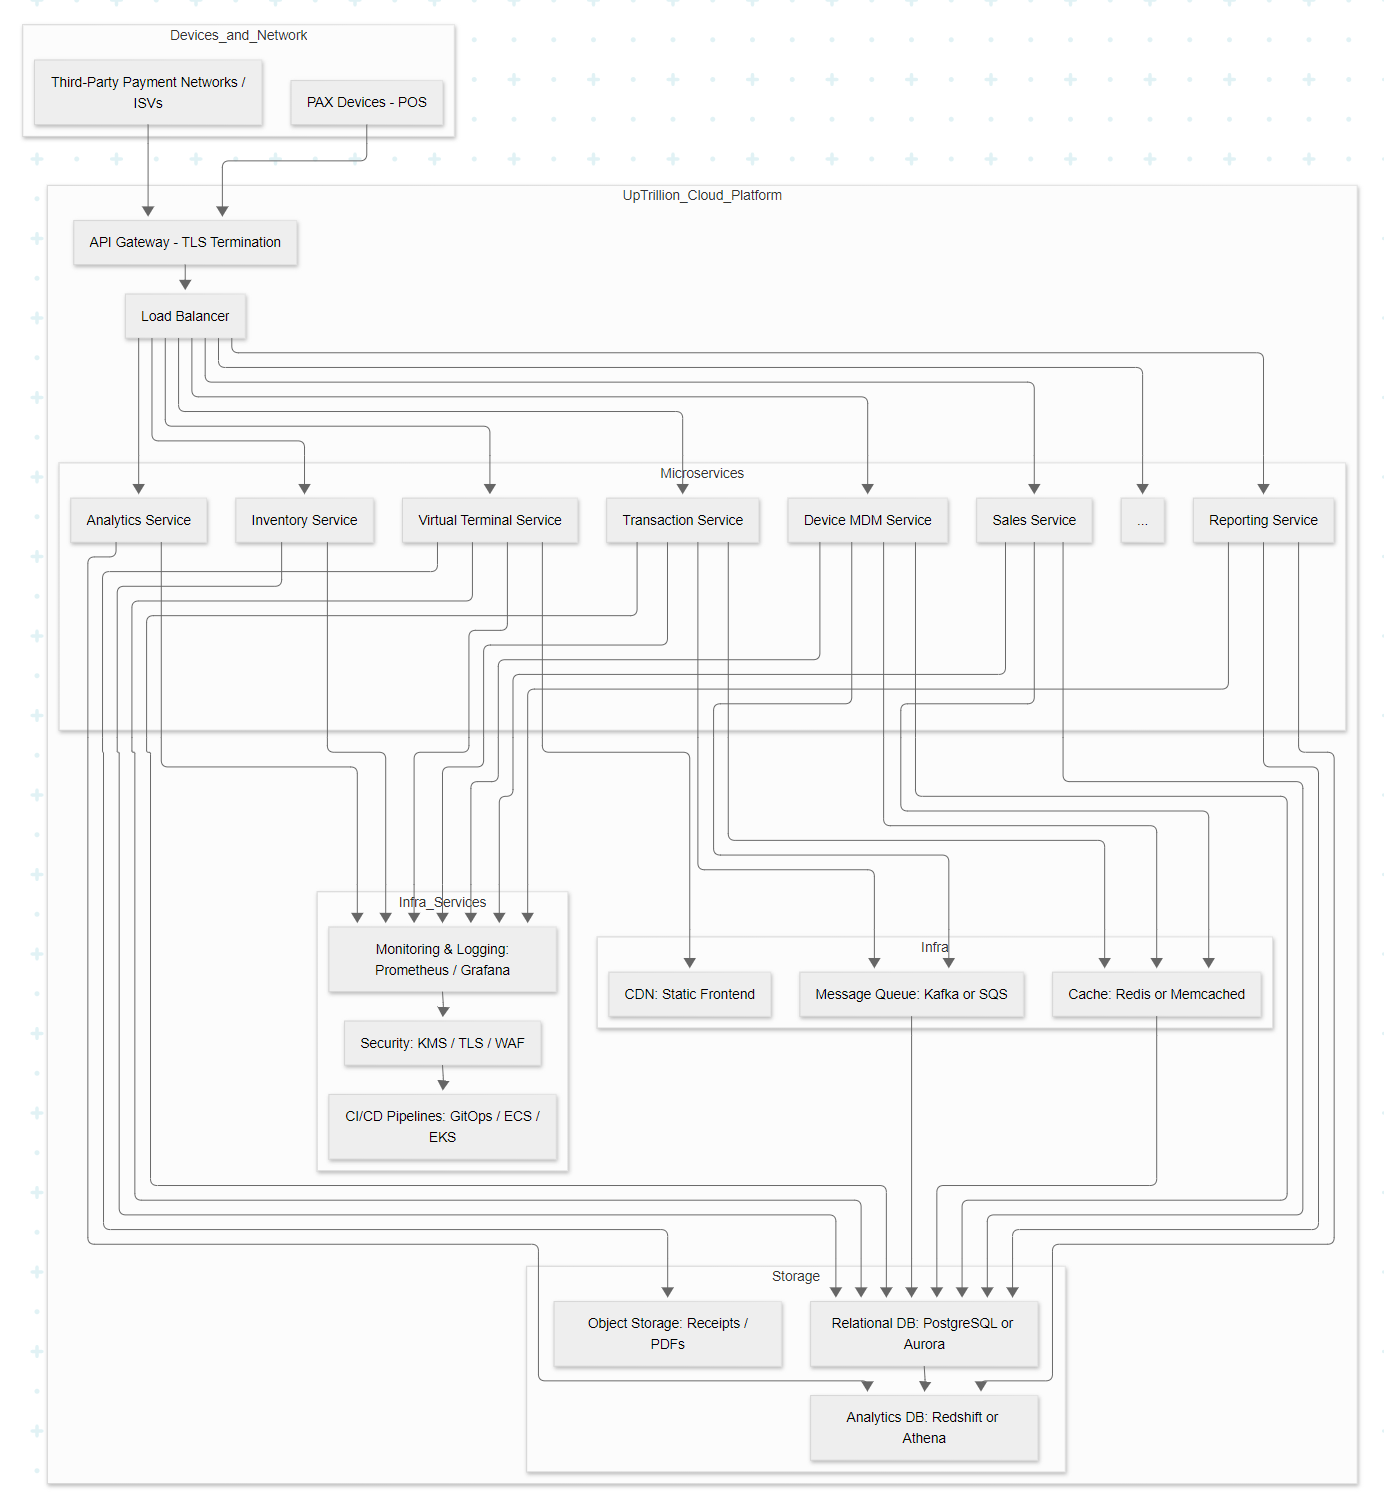 Devices_and_Network
Third-Party Payment Networks /
ISVs
PAX Devices - POS
UpTrillion_Cloud_Platform
API Gateway - TLS Termination
Load Balancer
Microservices
Analytics Service
Inventory Service
Virtual Terminal Service
Transaction Service
Device MDM Service
Sales Service
...
Reporting Service
Infra_Services
Monitoring & Logging:
Prometheus / Grafana
Security: KMS / TLS / WAF
CI/CD Pipelines: GitOps / ECS /
EKS
Infra
CDN: Static Frontend
Message Queue: Kafka or SQS
Cache: Redis or Memcached
Storage
Object Storage: Receipts /
PDFs
Relational DB: PostgreSQL or
Aurora
Analytics DB: Redshift or
Athena